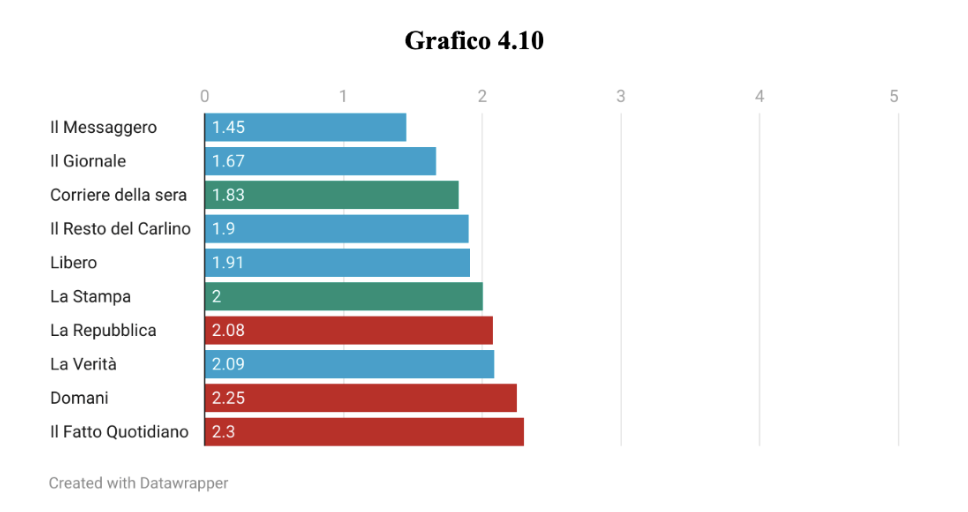 Grafico 4.10
0 1 2 3 4 5
Il Messaggero 1.45
Il Giornale 1.67
Corriere della sera 1.83
Il Resto del Carlino 1.9
Libero 1.91
La Stampa 2
La Repubblica 2.08
La Verità 2.09
Domani 2.25
Il Fatto Quotidiano 2.3
Created with Datawrapper